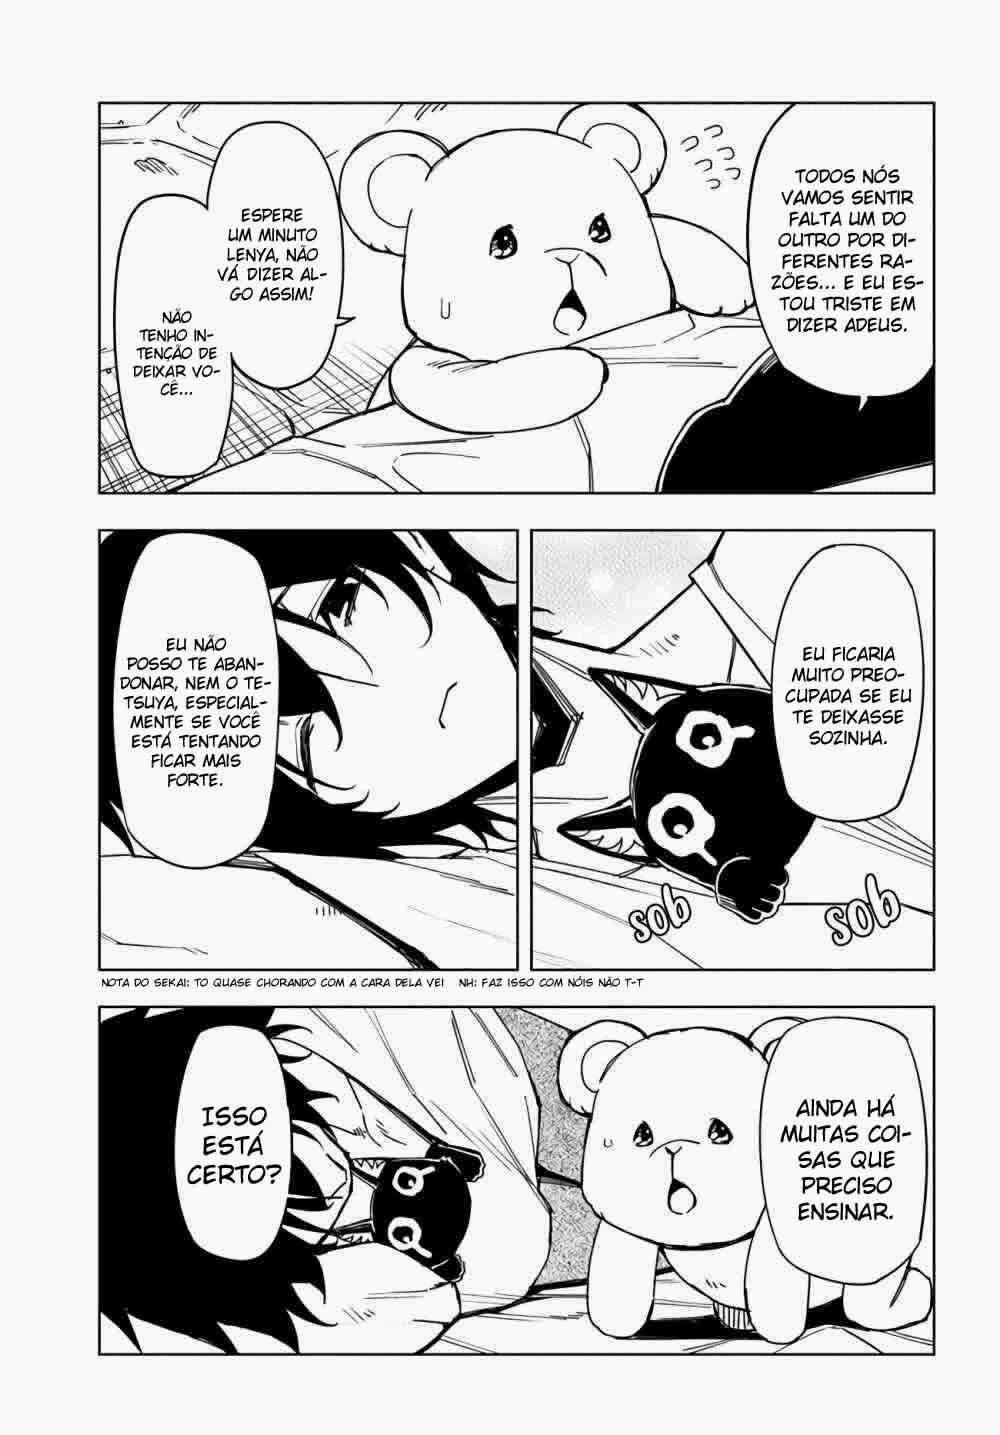 TODOS NÓS
VAMOS SENTIR
FALTA UM DO
OUTRO POR DI-
FERENTES RA-
ZÕES... E EU ES-
TOU TRISTE EM
DIZER ADEUS.
ESPERE
UM MINUTO
LENYA, NÃO
VÁ DIZER AL-
GO ASSIM!
NÃO
TENHO IN-
TENÇÃO DE
DEIXAR VO-
CÊ...
EU FICARIA
MUITO PREO-
CUPADA SE EU
TE DEIXASSE
SOZINHA.
sob
sob
EU NÃO
POSSO TE ABAN-
DONAR, NEM O TE-
TSUYA, ESPECIAL-
MENTE SE VOCÊ
ESTÁ TENTANDO
FICAR MAIS
FORTE.
NOTA DO SEKAI: TO QUASE CHORANDO COM A CARA DELA VEI NH: FAZ ISSO COM NÓIS NÃO T-T
AINDA HÁ
MUITAS COI-
SAS QUE
PRECISO
ENSINAR.
ISSO
ESTÁ
CERTO?